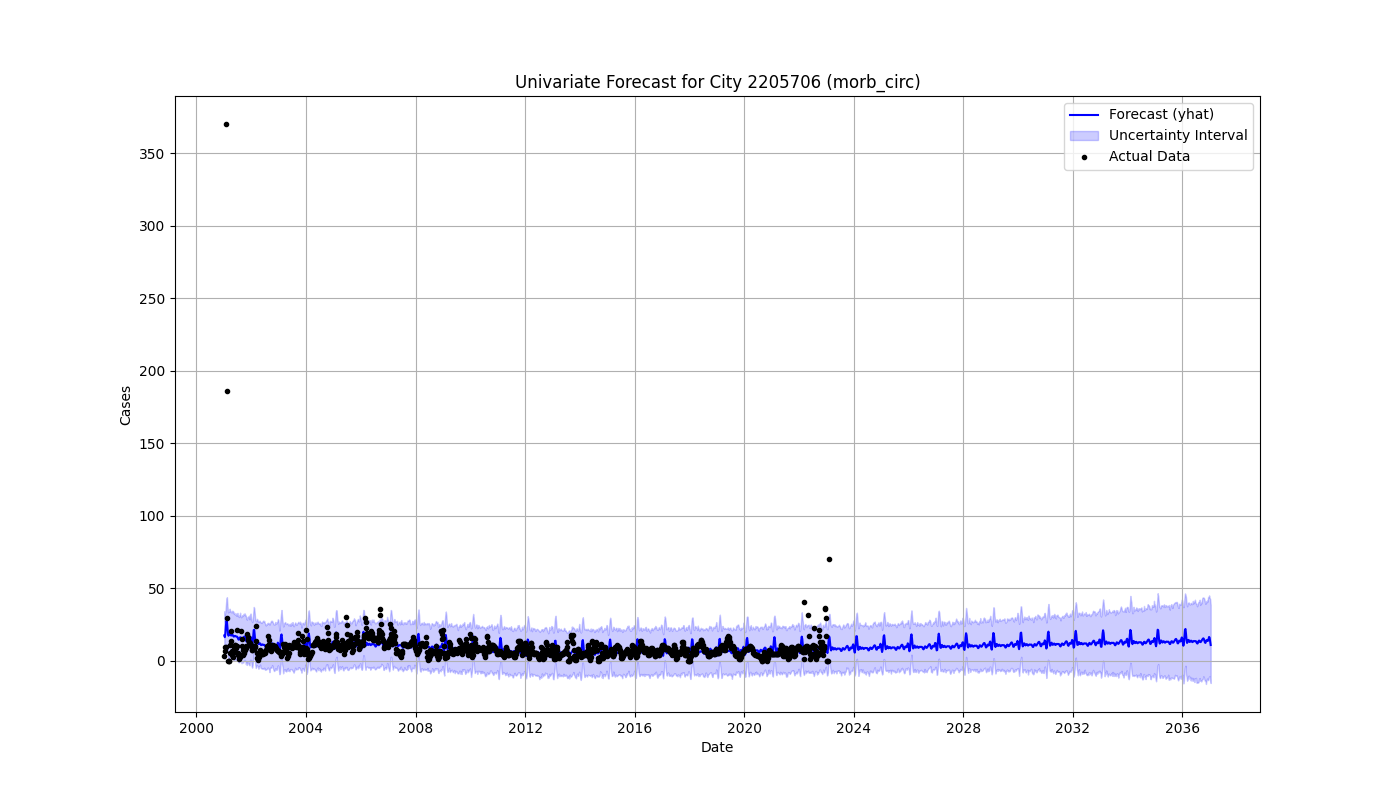 Univariate Forecast for City 2205706 (morb_circ)
Forecast (yhat)
Uncertainty Interval
Actual Data
350
300
250
200
150
100
50
0
Cases
2000 2004 2008 2012 2016 2020 2024 2028 2032 2036
Date